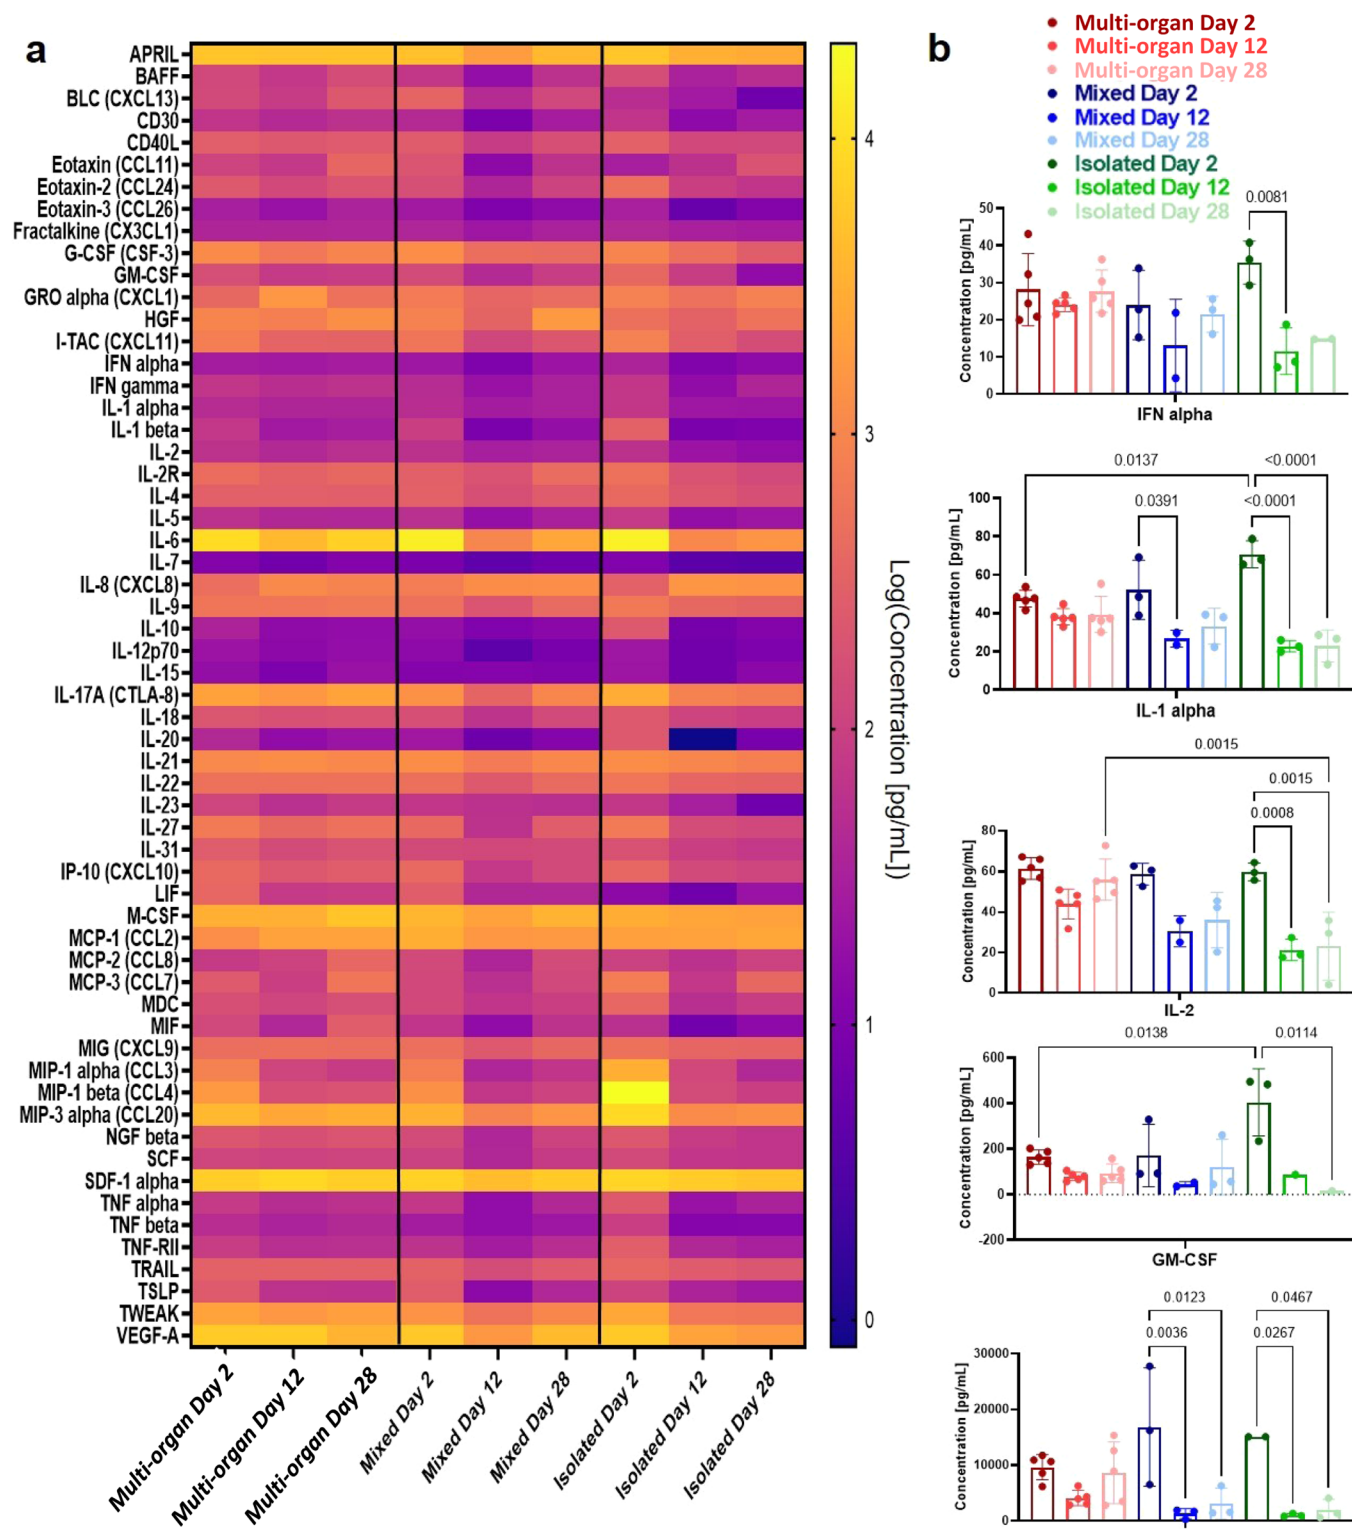 a
APRIL
BAFF
BLC (CXCL13)
CD30
CD40L
Eotaxin (CCL11)
Eotaxin-2 (CCL24)
Eotaxin-3 (CCL26)
Fractalkine (CX3CL1)
G-CSF (CSF-3)
GM-CSF
GRO alpha (CXCL1)
HGF
I-TAC (CXCL11)
IFN alpha
IFN gamma
IL-1 alpha
IL-1 beta
IL-2
IL-2R
IL-4
IL-5
IL-6
IL-7
IL-8 (CXCL8)
IL-9
IL-10
IL-12p70
IL-15
IL-17A (CTLA-8)
IL-18
IL-20
IL-21
IL-22
IL-23
IL-27
IL-31
IP-10 (CXCL10)
LIF
M-CSF
MCP-1 (CCL2)
MCP-2 (CCL8)
MCP-3 (CCL7)
MDC
MIF
MIG (CXCL9)
MIP-1 alpha (CCL3)
MIP-1 beta (CCL4)
MIP-3 alpha (CCL20)
NGF beta
SCF
SDF-1 alpha
TNF alpha
TNF beta
TNF-RII
TRAIL
TSLP
TWEAK
VEGF-A
Multi-organ Day 2
Multi-organ Day 12
Multi-organ Day 28
Mixed Day 2
Mixed Day 12
Mixed Day 28
Isolated Day 2
Isolated Day 12
Isolated Day 28
4
3
2
1
0
Log(Concentration [pg/mL])
b
Multi-organ Day 2
Multi-organ Day 12
Multi-organ Day 28
Mixed Day 2
Mixed Day 12
Mixed Day 28
Isolated Day 2
Isolated Day 12
Isolated Day 28
0.0081
Concentration [pg/mL]
50
40
30
20
10
0
IFN alpha
0.0137
<0.0001
0.0391
<0.0001
Concentration [pg/mL]
100
80
60
40
20
0
IL-1 alpha
0.0015
0.0015
0.0008
Concentration [pg/mL]
80
60
40
20
0
IL-2
0.0138
0.0114
Concentration [pg/mL]
600
400
200
0
-200
GM-CSF
0.0123
0.0467
0.0036
0.0267
Concentration [pg/mL]
30000
20000
10000
0